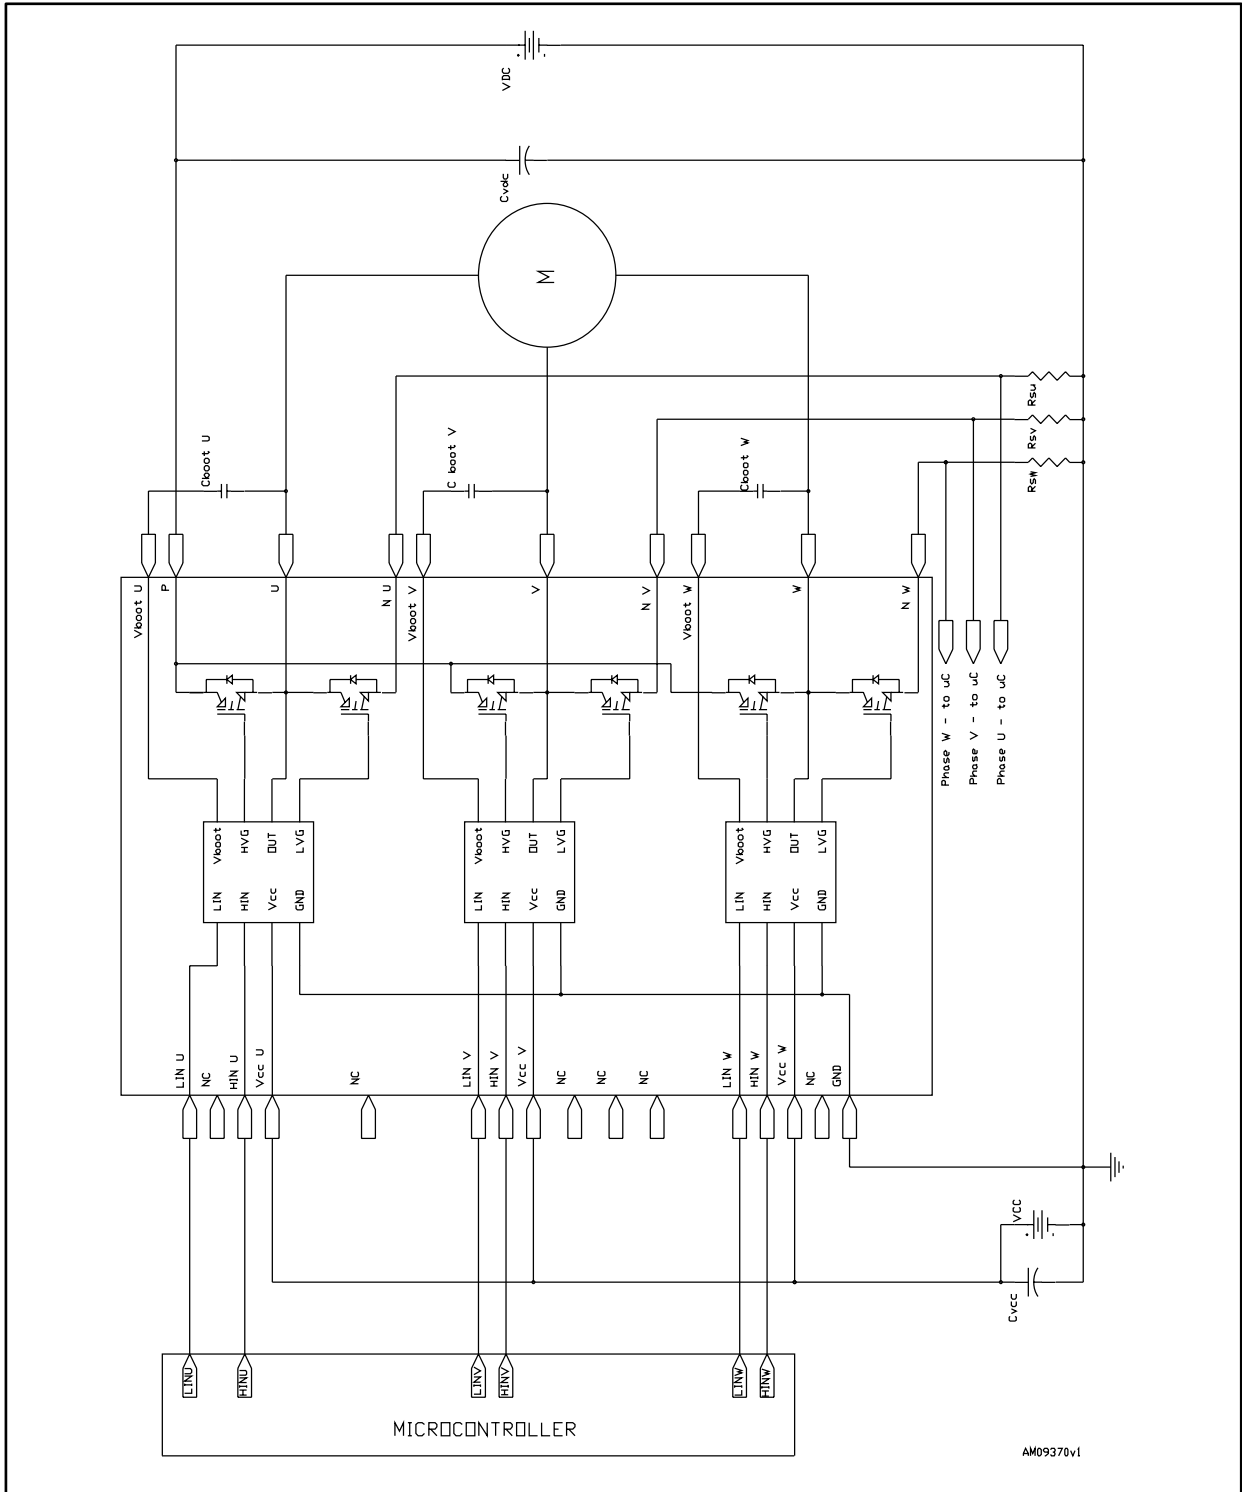 VDC
Cvdc
M
Cboot U
C boot V
Cboot W
Rsu
Rsv
Rsw
Vboot U
P
U
N U
Vboot V
V
N V
Vboot W
W
N W
Phase W - to uC
Phase V - to uC
Phase U - to uC
Vboot
HVG
OUT
LVG
LIN
HIN
Vcc
GND
Vboot
HVG
OUT
LVG
LIN
HIN
Vcc
GND
Vboot
HVG
OUT
LVG
LIN
HIN
Vcc
GND
LIN U
NC
HIN U
Vcc U
NC
LIN V
HIN V
Vcc V
NC
NC
NC
LIN W
HIN W
Vcc W
NC
GND
VCC
Cvcc
LINU
HINU
LINV
HINV
LINW
HINW
MICROCONTROLLER
AM09370v1